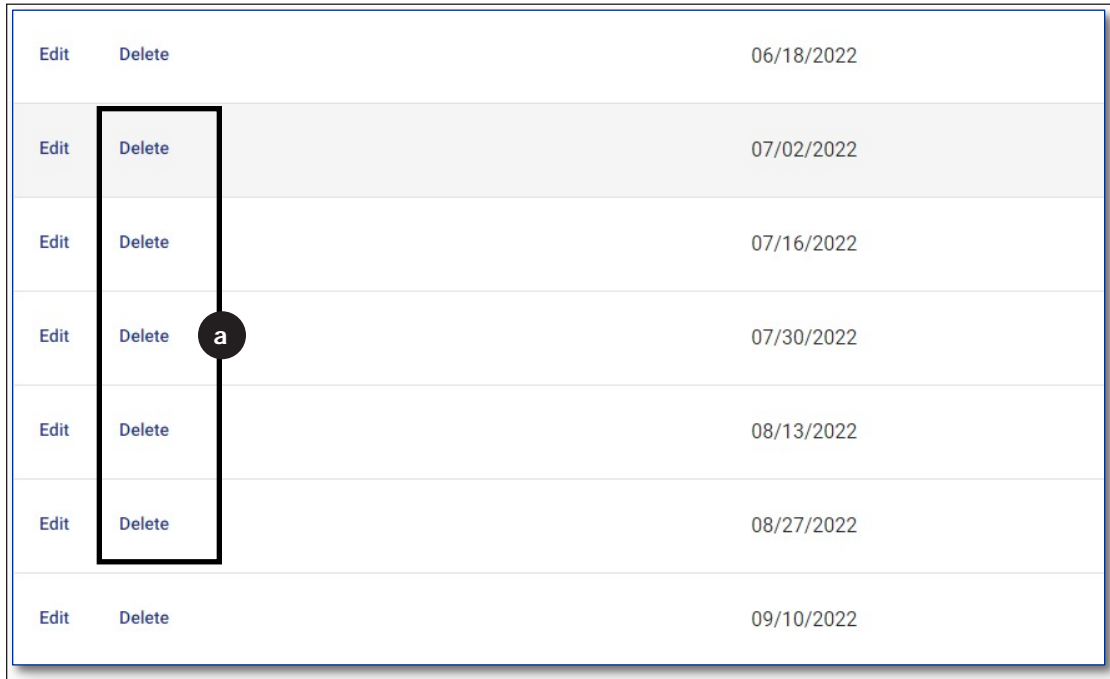 Edit Delete 06/18/2022
Edit Delete 07/02/2022
Edit Delete 07/16/2022
Edit Delete a 07/30/2022
Edit Delete 08/13/2022
Edit Delete 08/27/2022
Edit Delete 09/10/2022